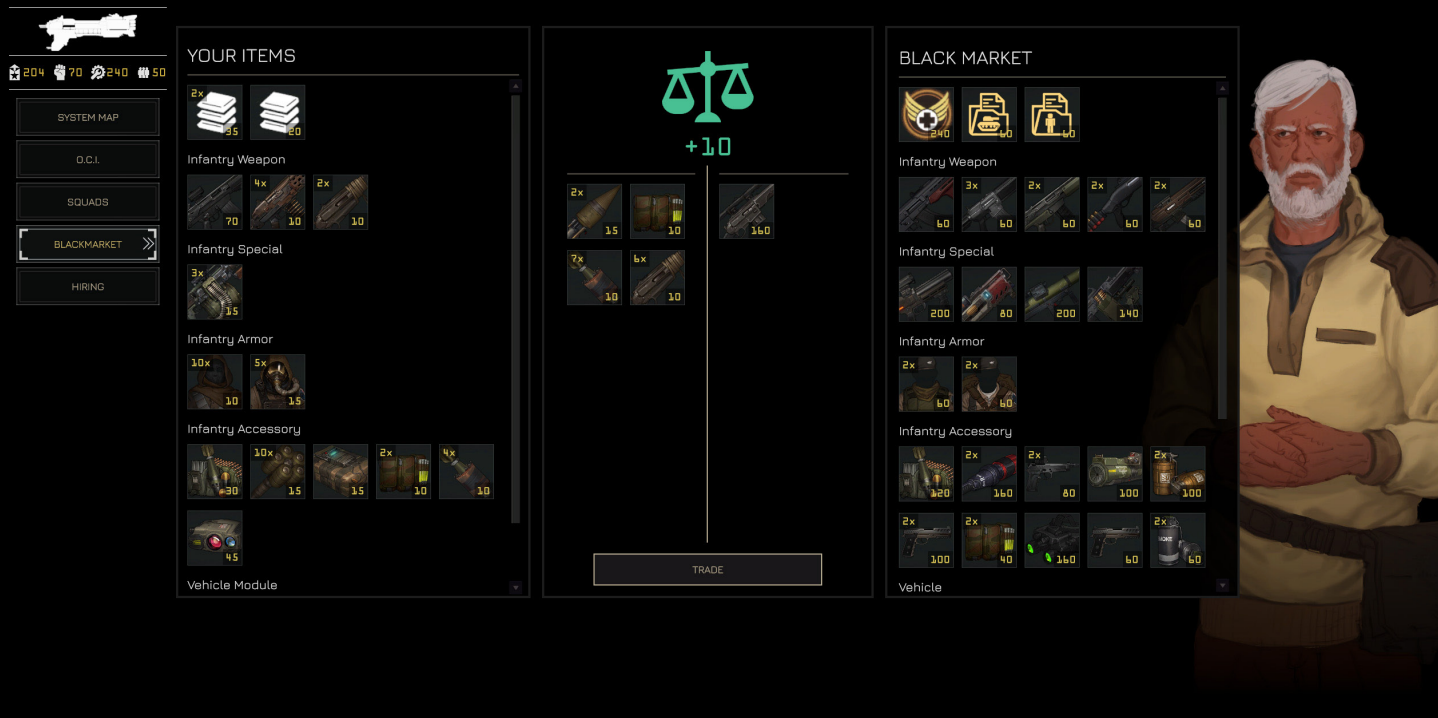 204 70 240 50
SYSTEM MAP
O.C.I.
SQUADS
BLACKMARKET
HIRING
YOUR ITEMS
2x 35 20
Infantry Weapon
70 4x 10 2x 10
Infantry Special
3x 15
Infantry Armor
10x 10 5x 15
Infantry Accessory
30 10x 15 15 2x 10 4x 10
45
Vehicle Module
+10
2x 15 10 160
7x 10 6x 10
TRADE
BLACK MARKET
240 60 60
Infantry Weapon
60 3x 60 2x 60 2x 60 2x 60
Infantry Special
200 80 200 140
Infantry Armor
2x 60 2x 60
Infantry Accessory
120 2x 160 2x 80 100 2x 100
2x 100 2x 40 160 60 2x 60
Vehicle